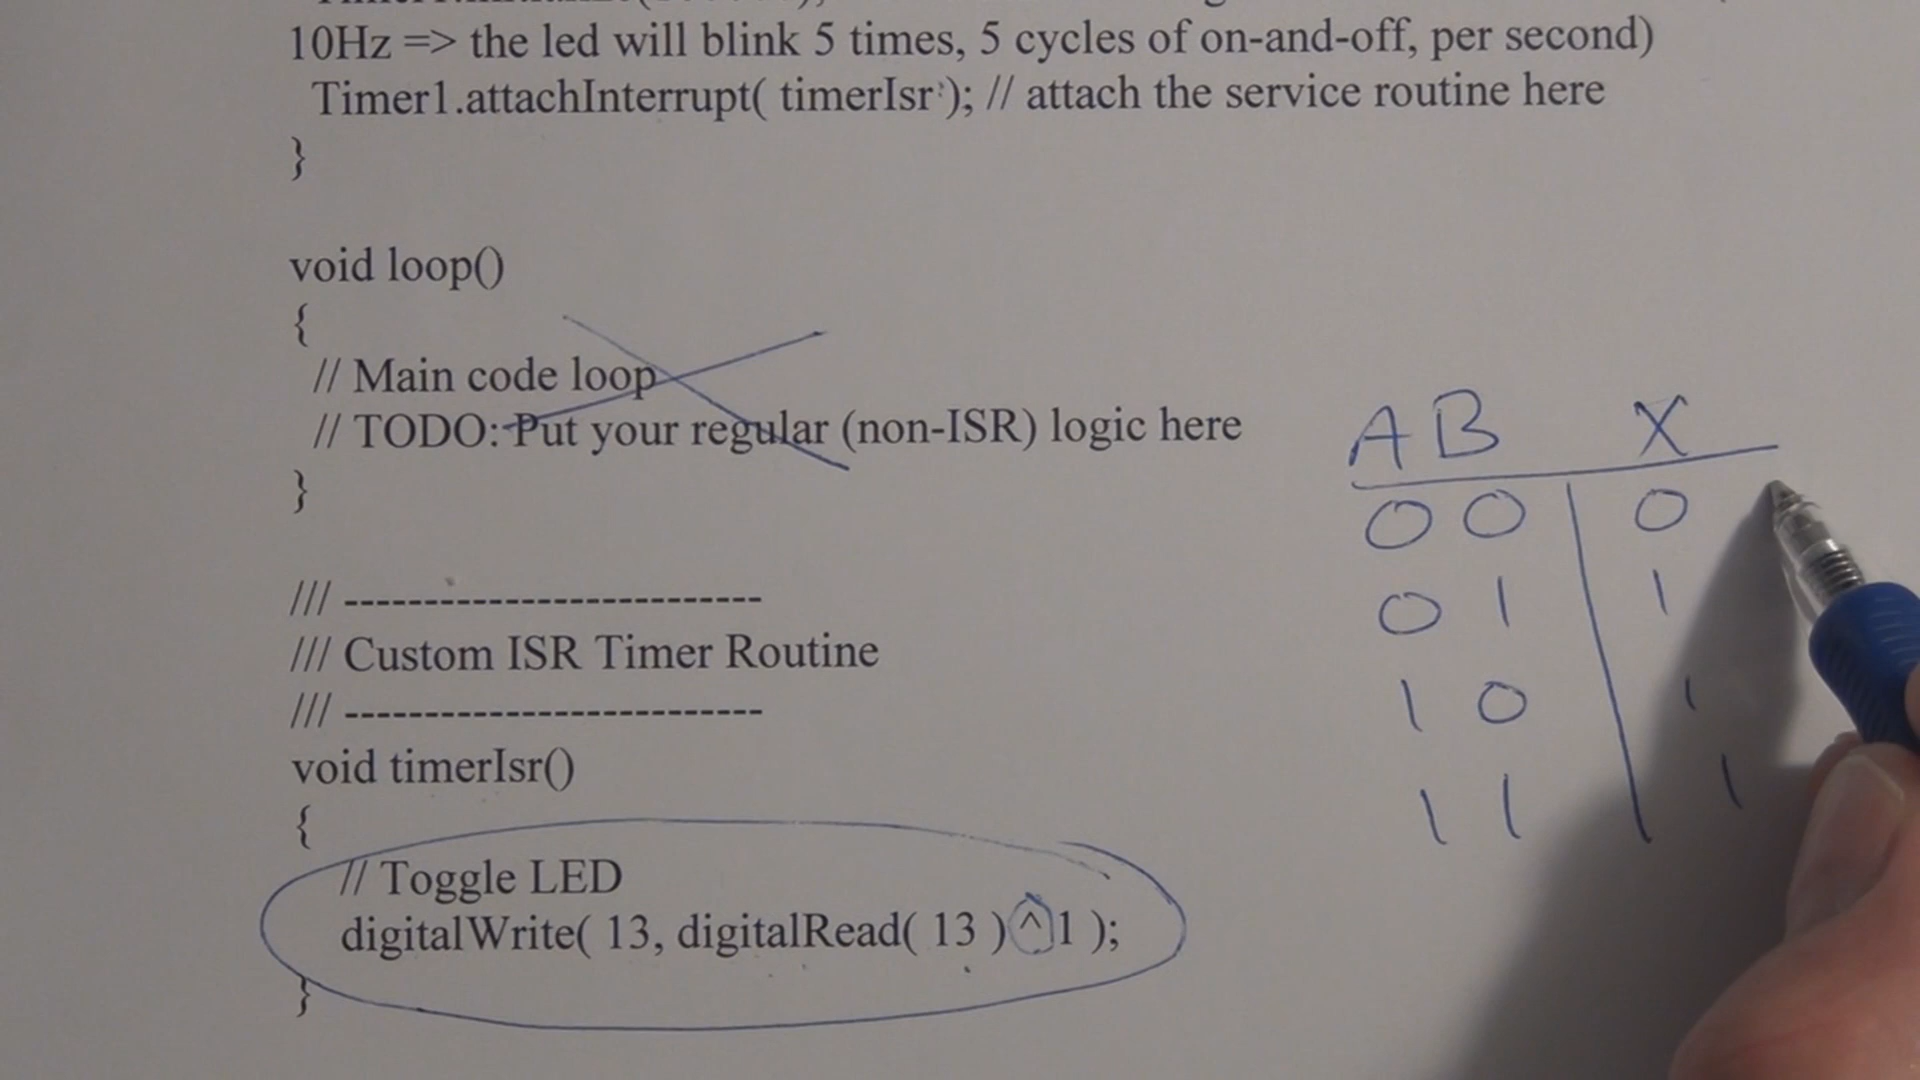 10Hz => the led will blink 5 times, 5 cycles of on-and-off, per second)
Timer1.attachInterrupt( timerIsr ); // attach the service routine here
}
void loop()
{
// Main code loop
// TODO: Put your regular (non-ISR) logic here
}
/// --------------------------
/// Custom ISR Timer Routine
/// --------------------------
void timerIsr()
{
// Toggle LED
digitalWrite( 13, digitalRead( 13 ) ^ 1 );
}
A B X
0 0 0
0 1 1
1 0 1
1 1 1